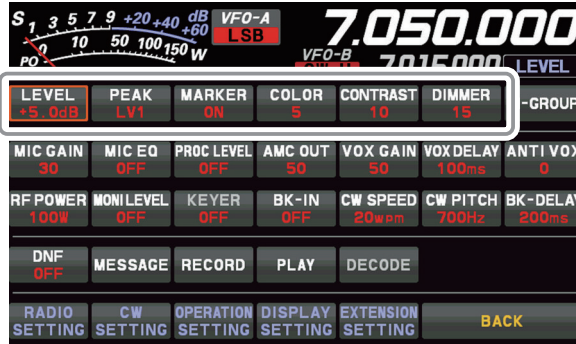 S 1 3 5 7 9 +20 +40 +60 dB VFO-A 7.050.000
LSB
PO 0 10 50 100 150 W VFO-B 7.015.000 LEVEL
LEVEL PEAK MARKER COLOR CONTRAST DIMMER -GROUP
+5.0dB LV1 ON 5 10 15
MIC GAIN MIC EQ PROC LEVEL AMC OUT VOX GAIN VOX DELAY ANTI VOX
30 OFF OFF 50 50 100ms 0
RF POWER MONI LEVEL KEYER BK-IN CW SPEED CW PITCH BK-DELAY
100W OFF OFF OFF 20wpm 700Hz 200ms
DNF MESSAGE RECORD PLAY DECODE
OFF
RADIO CW OPERATION DISPLAY EXTENSION BACK
SETTING SETTING SETTING SETTING SETTING